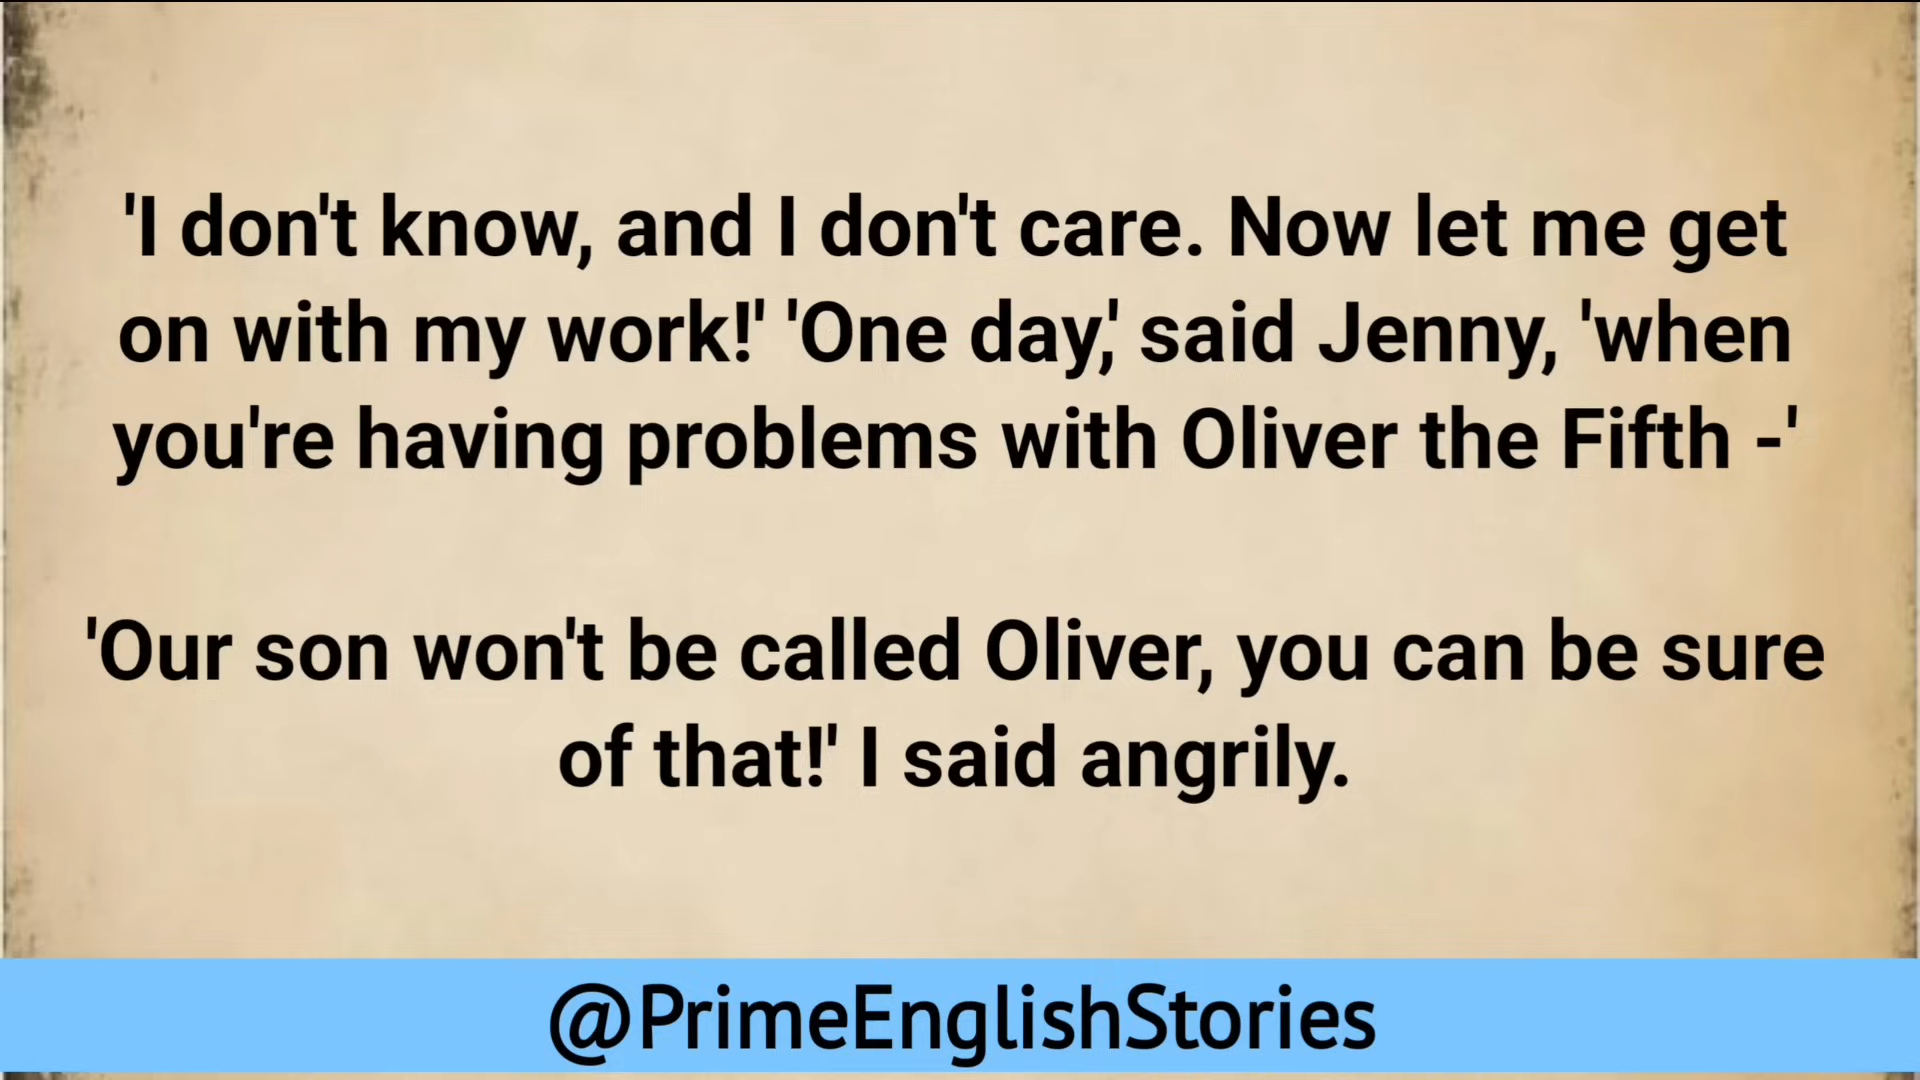 'I don't know, and I don't care. Now let me get
on with my work!' 'One day,' said Jenny, 'when
you're having problems with Oliver the Fifth -'
'Our son won't be called Oliver, you can be sure
of that!' I said angrily.
@PrimeEnglishStories